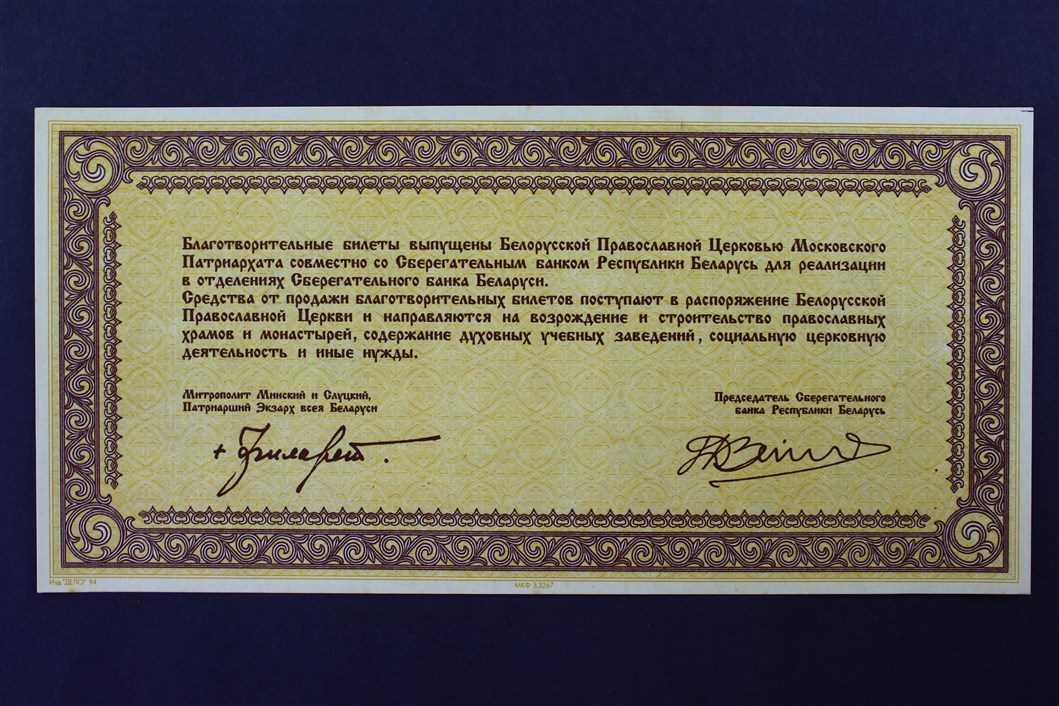 Благотворительные билеты выпущены Белорусской Православной Церковью Московского
Патриархата совместно со Сберегательным банком Республики Беларусь для реализации
в отделениях Сберегательного банка Беларуси.
Средства от продажи благотворительных билетов поступают в распоряжение Белорусской
Православной Церкви и направляются на возрождение и строительство православных
храмов и монастырей, содержание духовных учебных заведений, социальную церковную
деятельность и иные нужды.
Митрополит Минский и Слуцкий,
Патриарший Экзарх всея Беларуси
Председатель Сберегательного
банка Республики Беларусь
+ Филарет.